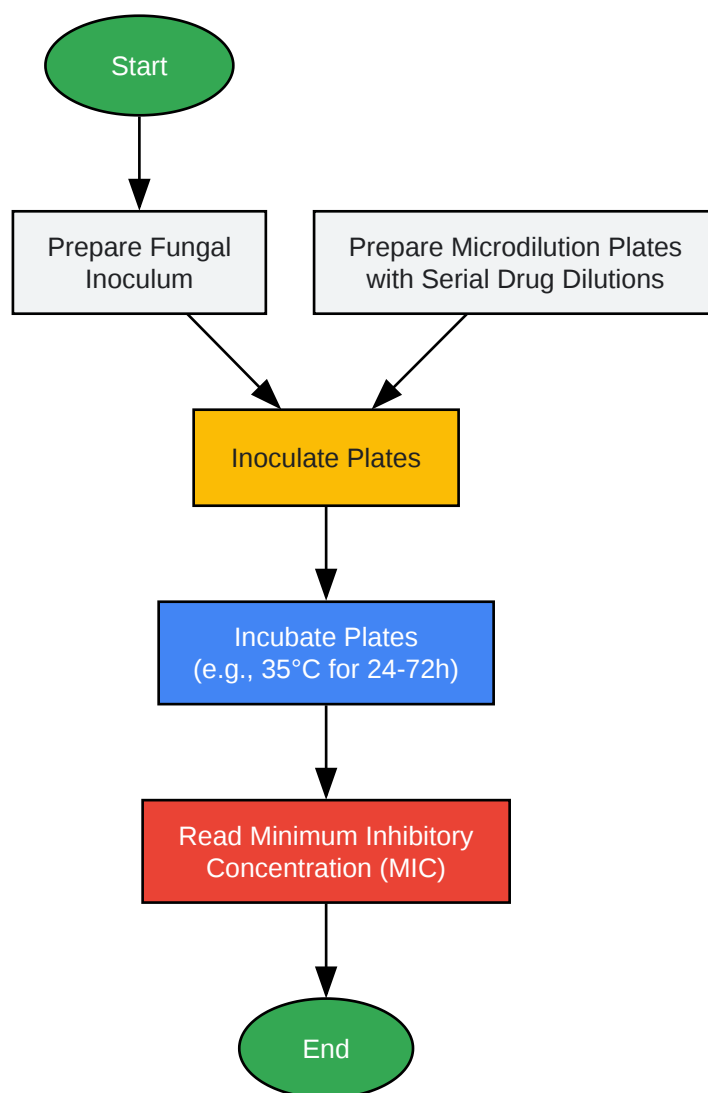 Start
Prepare Fungal
Inoculum
Prepare Microdilution Plates
with Serial Drug Dilutions
Inoculate Plates
Incubate Plates
(e.g., 35°C for 24-72h)
Read Minimum Inhibitory
Concentration (MIC)
End